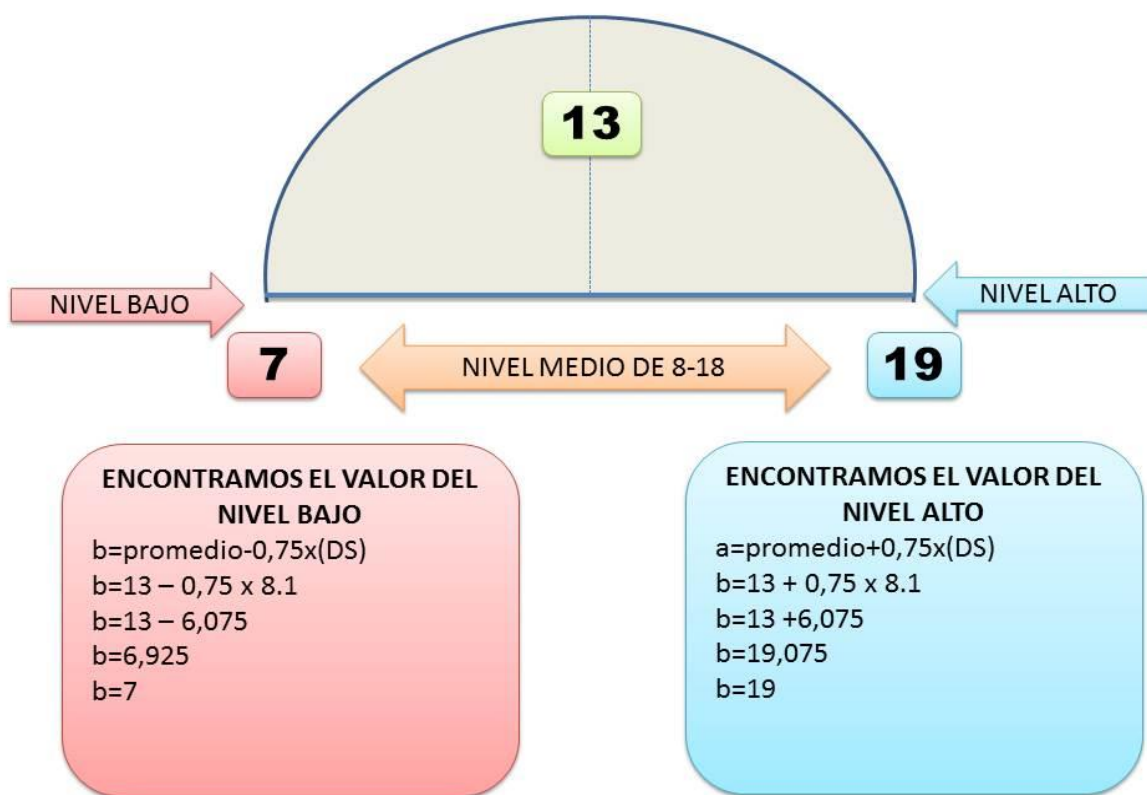 13
NIVEL BAJO
NIVEL ALTO
7
NIVEL MEDIO DE 8-18
19
ENCONTRAMOS EL VALOR DEL
NIVEL BAJO
b=promedio-0,75x(DS)
b=13 – 0,75 x 8.1
b=13 – 6,075
b=6,925
b=7
ENCONTRAMOS EL VALOR DEL
NIVEL ALTO
a=promedio+0,75x(DS)
b=13 + 0,75 x 8.1
b=13 +6,075
b=19,075
b=19